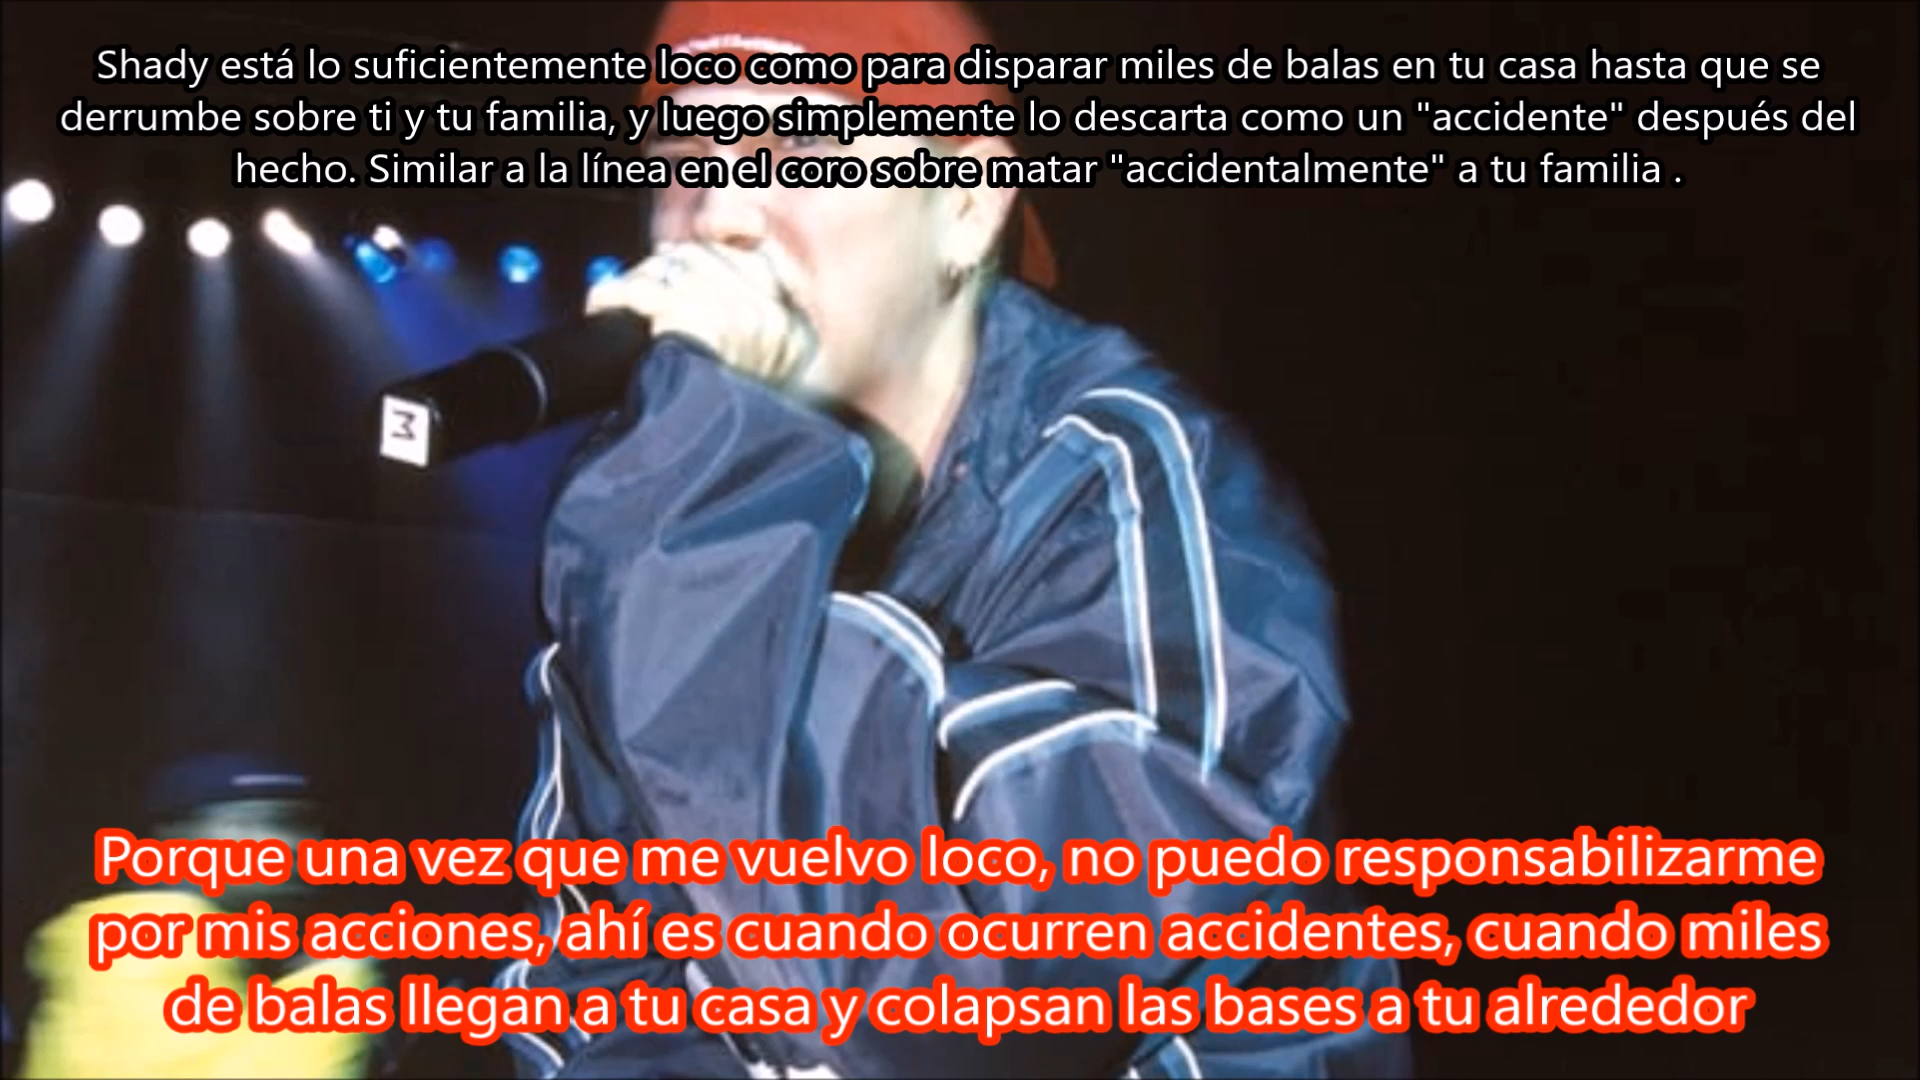 Shady está lo suficientemente loco como para disparar miles de balas en tu casa hasta que se
derrumbe sobre ti y tu familia, y luego simplemente lo descarta como un "accidente" después del
hecho. Similar a la línea en el coro sobre matar "accidentalmente" a tu familia .
M
Porque una vez que me vuelvo loco, no puedo responsabilizarme
por mis acciones, ahí es cuando ocurren accidentes, cuando miles
de balas llegan a tu casa y colapsan las bases a tu alrededor